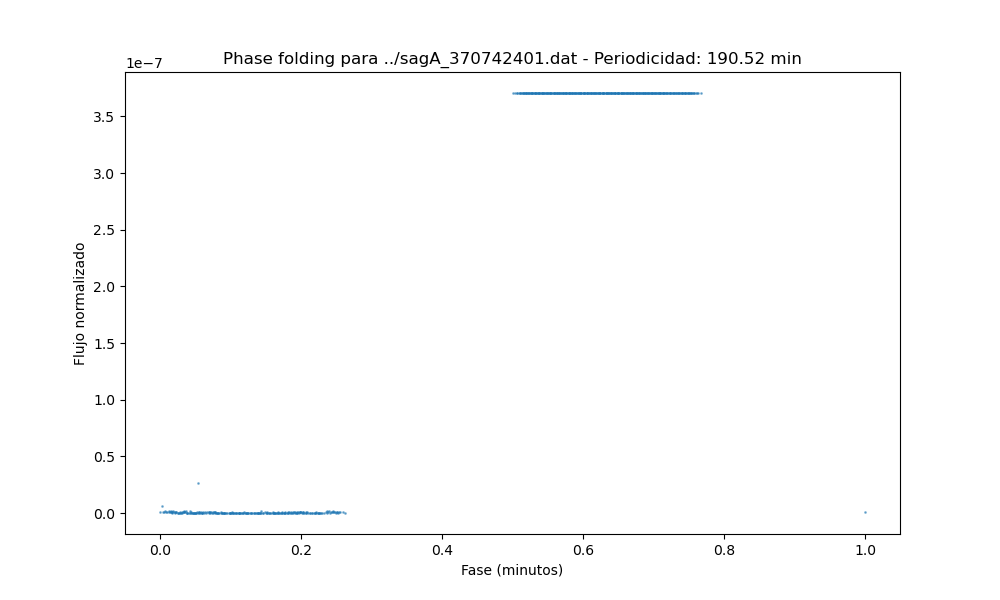 Phase folding para ../sagA_370742401.dat - Periodicidad: 190.52 min
1e−7
3.5
3.0
2.5
2.0
1.5
1.0
0.5
0.0
Flujo normalizado
0.0 0.2 0.4 0.6 0.8 1.0
Fase (minutos)